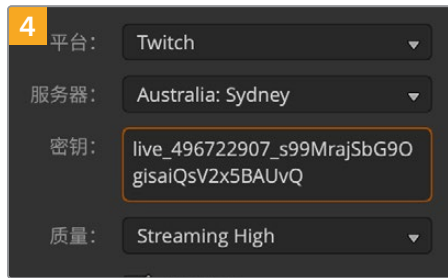 4
平台： Twitch
服务器： Australia: Sydney
密钥： live_496722907_s99MrajSbG9O
gisaiQsV2x5BAUvQ
质量： Streaming High